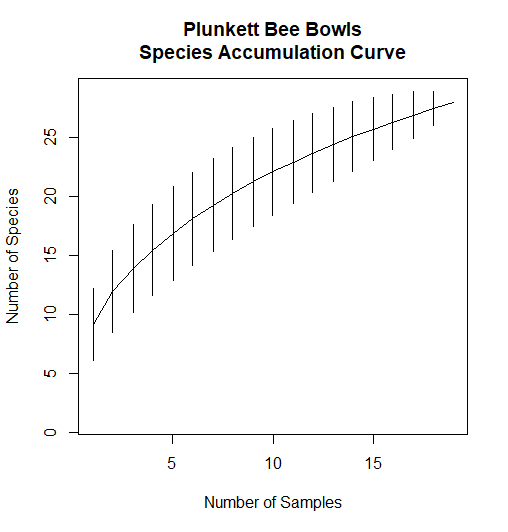 Plunkett Bee Bowls
Species Accumulation Curve
Number of Species
25
20
15
10
5
0
5 10 15
Number of Samples